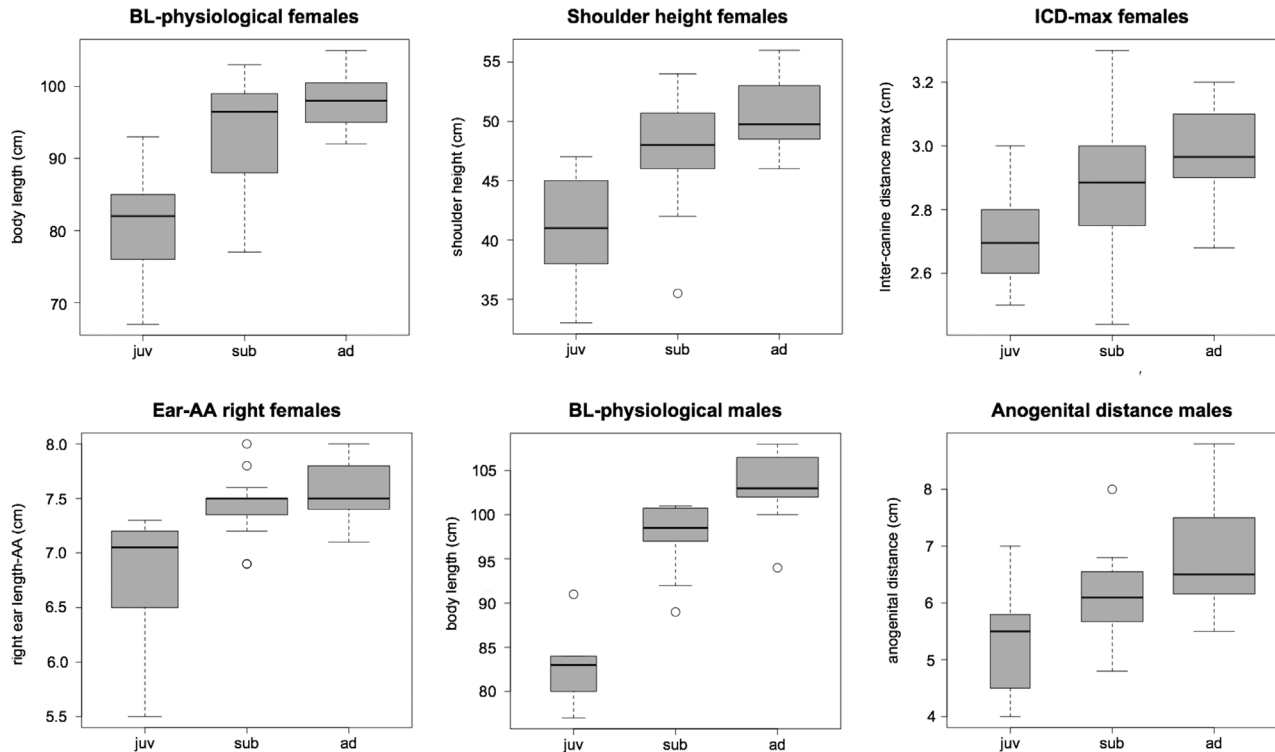 BL-physiological females
body length (cm)
100
90
80
70
juv sub ad
Shoulder height females
shoulder height (cm)
55
50
45
40
35
juv sub ad
ICD-max females
Inter-canine distance max (cm)
3.2
3.0
2.8
2.6
juv sub ad
,
Ear-AA right females
right ear length-AA (cm)
8.0
7.5
7.0
6.5
6.0
5.5
juv sub ad
BL-physiological males
body length (cm)
105
100
95
90
85
80
juv sub ad
Anogenital distance males
anogenital distance (cm)
8
7
6
5
4
juv sub ad